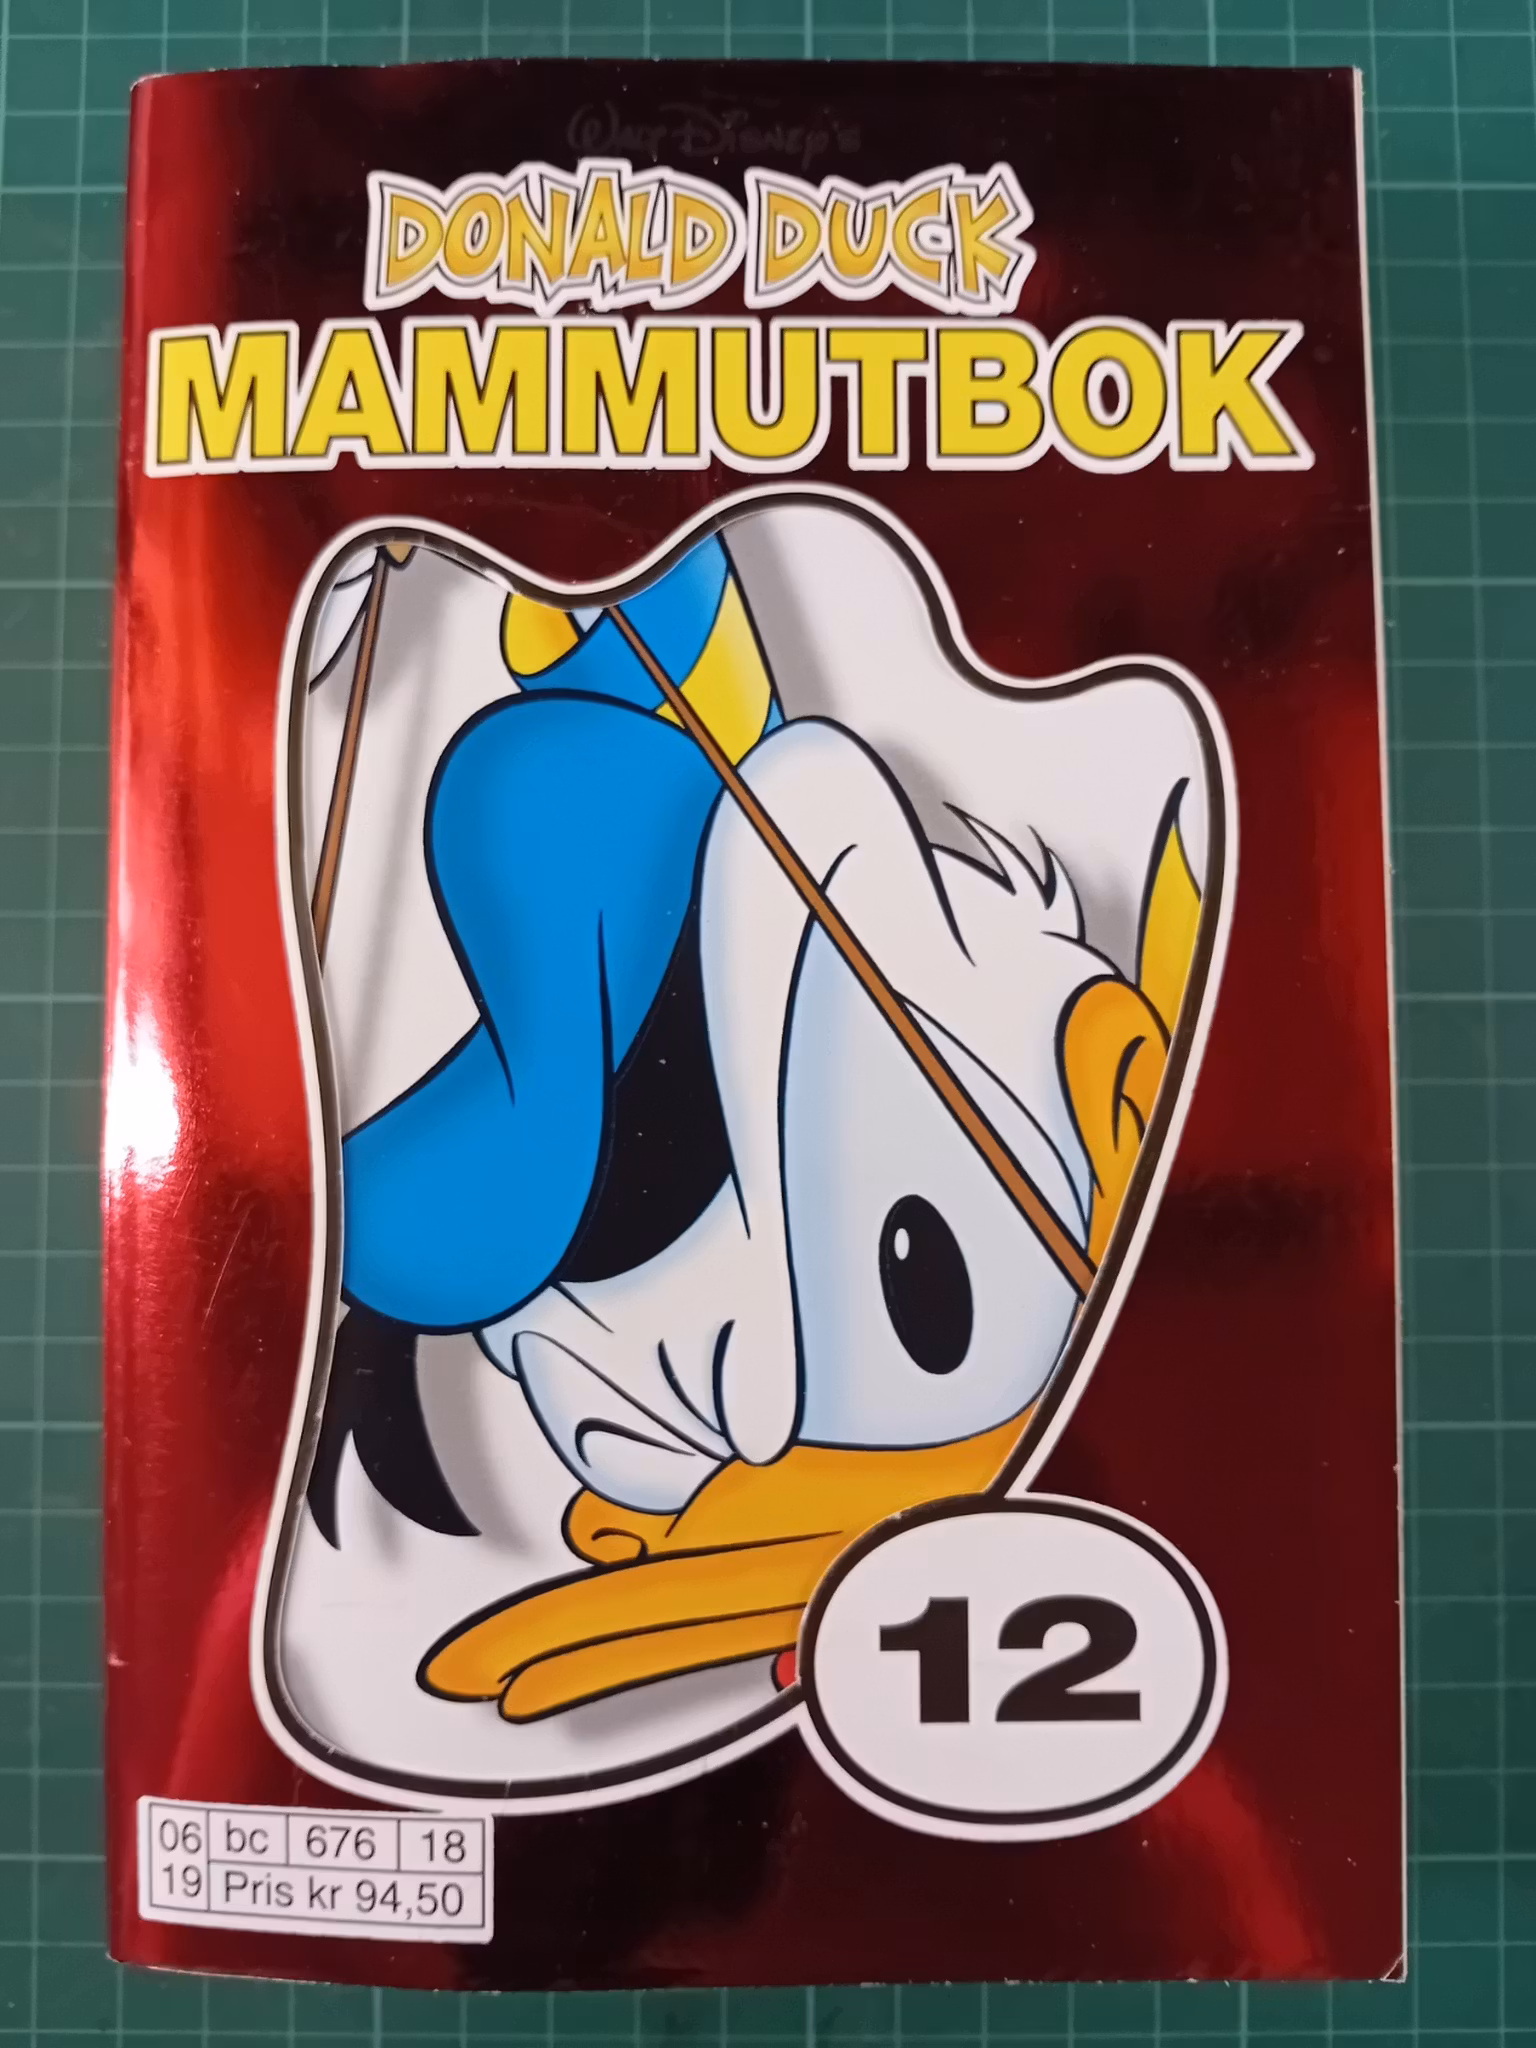 Walt Disney's
DONALD DUCK
MAMMUTBOK
12
06 bc 676 18
19 Pris kr 94,50